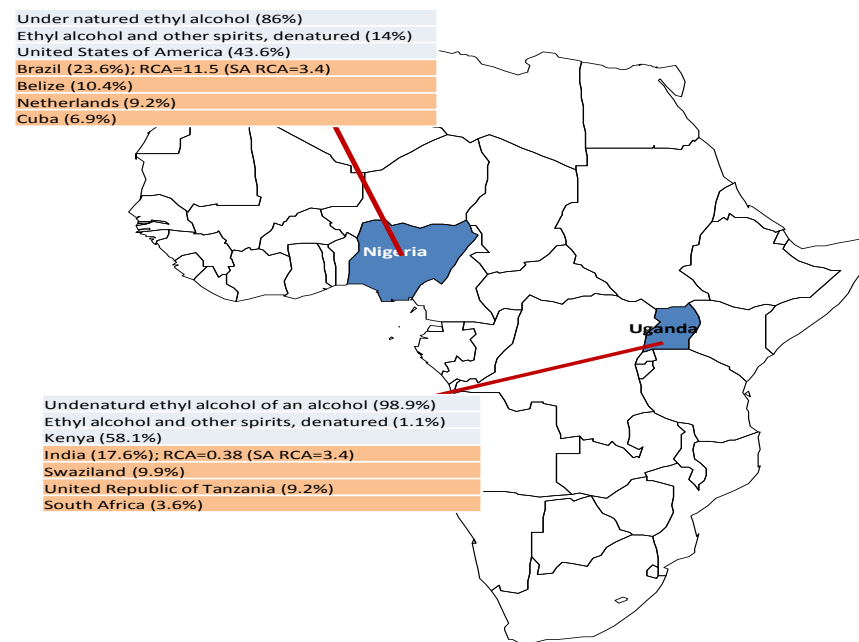 Under natured ethyl alcohol (86%)
Ethyl alcohol and other spirits, denatured (14%)
United States of America (43.6%)
Brazil (23.6%); RCA=11.5 (SA RCA=3.4)
Belize (10.4%)
Netherlands (9.2%)
Cuba (6.9%)
Nigeria
Uganda
Undenaturd ethyl alcohol of an alcohol (98.9%)
Ethyl alcohol and other spirits, denatured (1.1%)
Kenya (58.1%)
India (17.6%); RCA=0.38 (SA RCA=3.4)
Swaziland (9.9%)
United Republic of Tanzania (9.2%)
South Africa (3.6%)